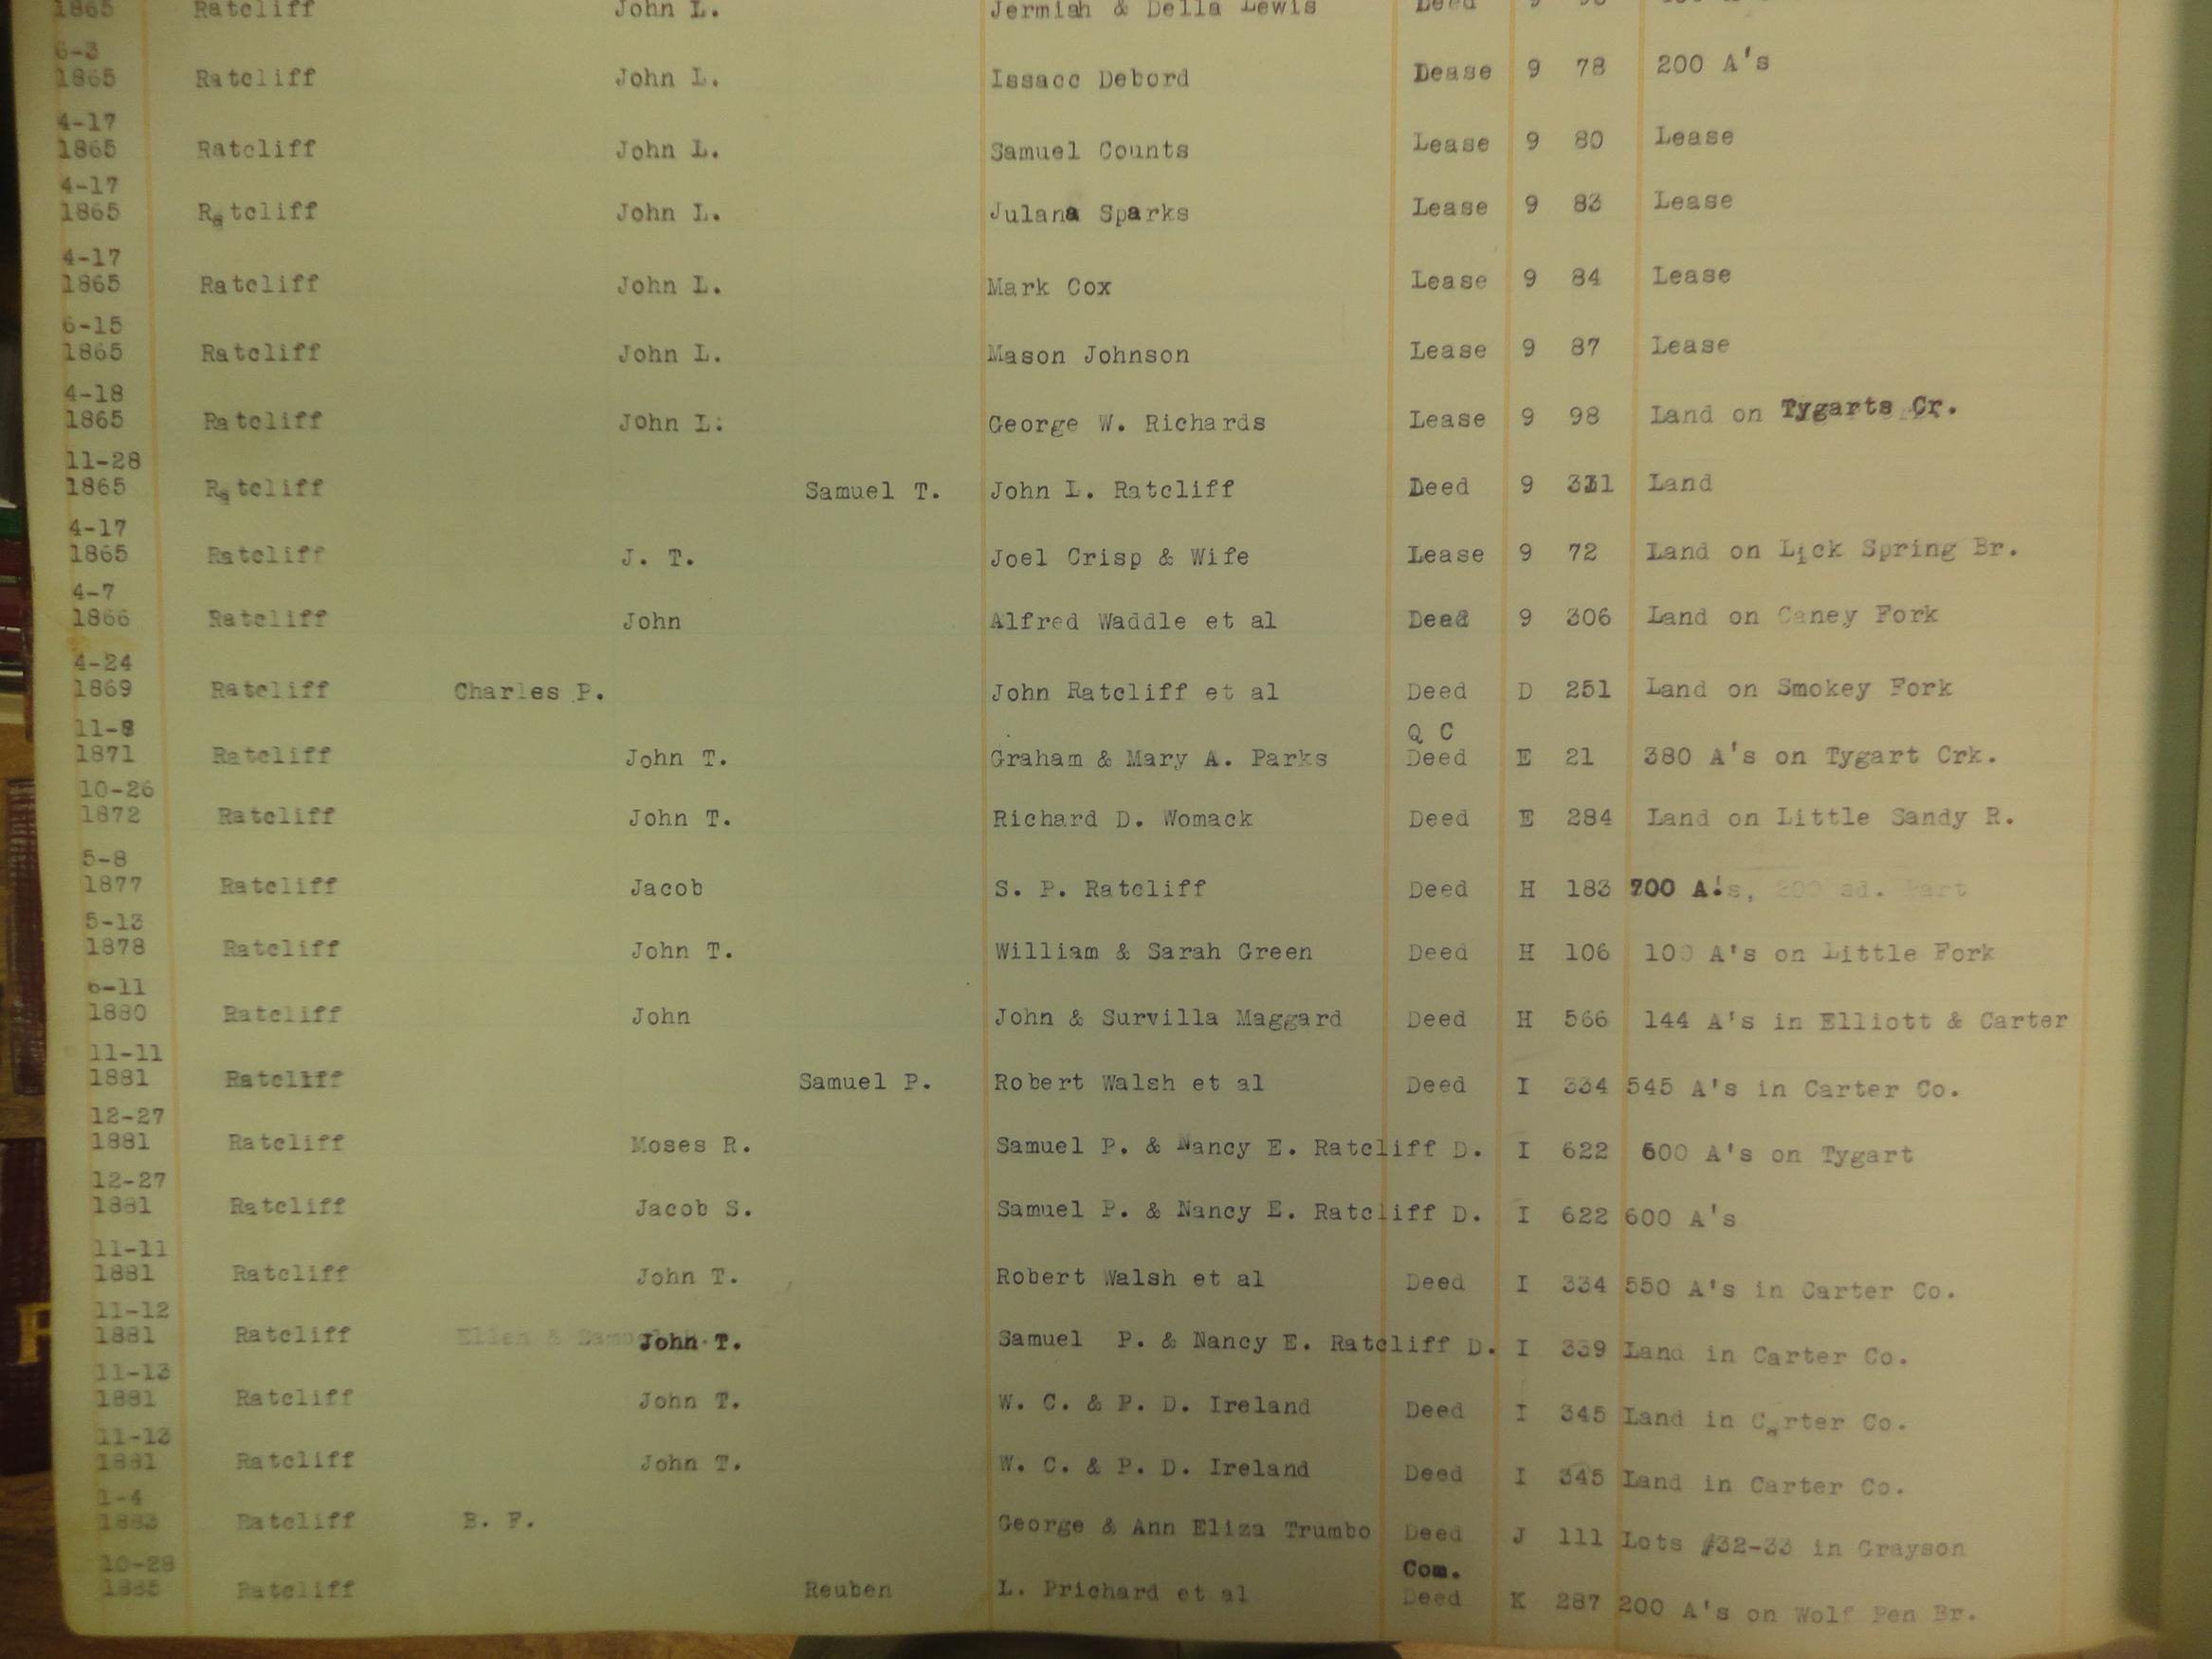 1865 Ratcliff John L. Jermiah & Della Lewis Deed 9
6-3
1865 Ratcliff John L. Issacc Debord Dease 9 78 200 A's
4-17
1865 Ratcliff John L. Samuel Counts Lease 9 80 Lease
4-17
1865 Ratcliff John L. Julana Sparks Lease 9 83 Lease
4-17
1865 Ratcliff John L. Mark Cox Lease 9 84 Lease
6-15
1865 Ratcliff John L. Mason Johnson Lease 9 87 Lease
4-18
1865 Ratcliff John L: George W. Richards Lease 9 98 Land on Tygarts Cr.
11-28
1865 Ratcliff Samuel T. John L. Ratcliff Deed 9 Land
4-17
1865 Ratcliff J. T. Joel Crisp & Wife Lease 9 72 Land on Lick Spring Br.
4-7
1866 Ratcliff John Alfred Waddle et al Deed 9 306 Land on Caney Fork
4-24
1869 Ratcliff Charles P. John Ratcliff et al Deed D 251 Land on Smokey Fork
11-8 Q C
1871 Ratcliff John T. Graham & Mary A. Parks Deed E 21 380 A's on Tygart Crk.
10-26
1872 Ratcliff John T. Richard D. Womack Deed E 284 Land on Little Sandy R.
5-8
1877 Ratcliff Jacob S. P. Ratcliff Deed H 183 700 A's,
5-13
1878 Ratcliff John T. William & Sarah Green Deed H 106 100 A's on Little Fork
6-11
1880 Ratcliff John John & Survilla Maggard Deed H 566 144 A's in Elliott & Carter
11-11
1881 Ratcliff Samuel P. Robert Walsh et al Deed I 334 545 A's in Carter Co.
12-27
1881 Ratcliff Moses R. Samuel P. & Nancy E. Ratcliff D. I 622 600 A's on Tygart
12-27
1881 Ratcliff Jacob S. Samuel P. & Nancy E. Ratcliff D. I 622 600 A's
11-11
1881 Ratcliff John T. Robert Walsh et al Deed I 334 550 A's in Carter Co.
11-12
1881 Ratcliff John T. Samuel P. & Nancy E. Ratcliff D. I 339 Land in Carter Co.
11-13
1881 Ratcliff John T. W. C. & P. D. Ireland Deed I 345 Land in Carter Co.
11-13
1881 Ratcliff John T. W. C. & P. D. Ireland Deed I 345 Land in Carter Co.
1-4
1883 Ratcliff B. F. George & Ann Eliza Trumbo Deed J 111 Lots #32-33 in Grayson
10-28 Com.
1885 Ratcliff Reuben L. Prichard et al Deed K 287 200 A's on Wolf Pen Br.